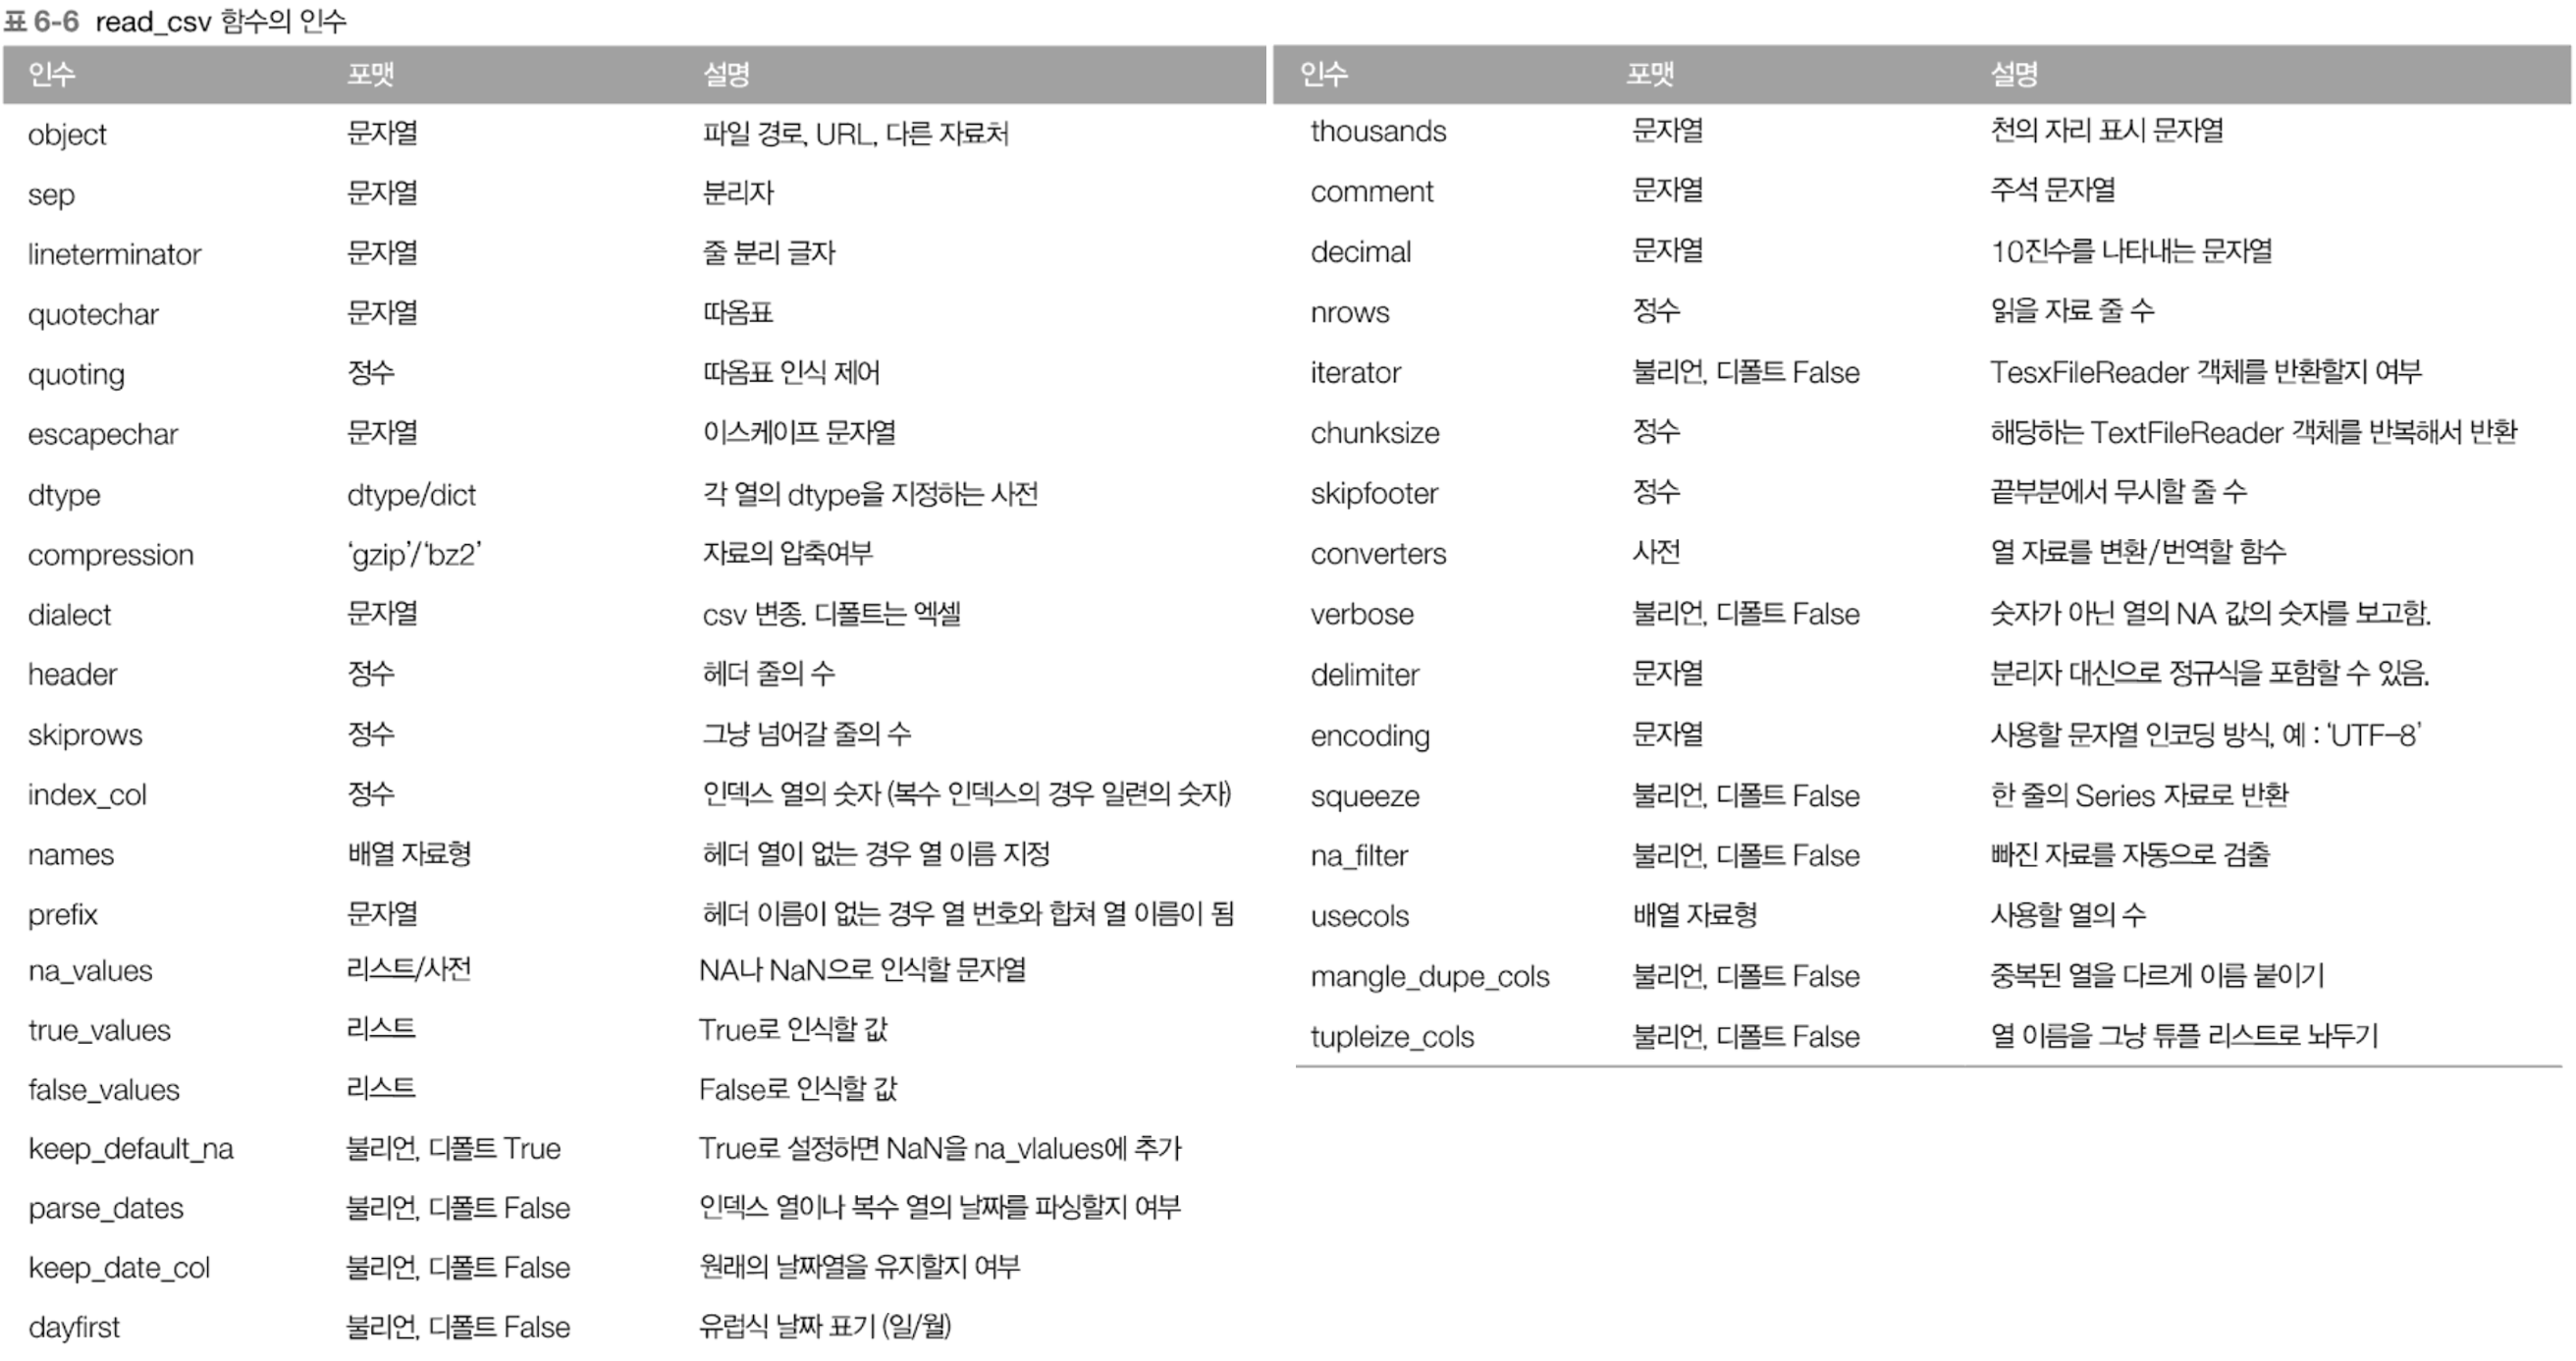 표 6-6 read_csv 함수의 인수
인수 포맷 설명
object 문자열 파일 경로, URL, 다른 자료처
sep 문자열 분리자
lineterminator 문자열 줄 분리 글자
quotechar 문자열 따옴표
quoting 정수 따옴표 인식 제어
escapechar 문자열 이스케이프 문자열
dtype dtype/dict 각 열의 dtype을 지정하는 사전
compression ‘gzip’/‘bz2’ 자료의 압축여부
dialect 문자열 csv 변종. 디폴트는 엑셀
header 정수 헤더 줄의 수
skiprows 정수 그냥 넘어갈 줄의 수
index_col 정수 인덱스 열의 숫자 (복수 인덱스의 경우 일련의 숫자)
names 배열 자료형 헤더 열이 없는 경우 열 이름 지정
prefix 문자열 헤더 이름이 없는 경우 열 번호와 합쳐 열 이름이 됨
na_values 리스트/사전 NA나 NaN으로 인식할 문자열
true_values 리스트 True로 인식할 값
false_values 리스트 False로 인식할 값
keep_default_na 불리언, 디폴트 True True로 설정하면 NaN을 na_vlalues에 추가
parse_dates 불리언, 디폴트 False 인덱스 열이나 복수 열의 날짜를 파싱할지 여부
keep_date_col 불리언, 디폴트 False 원래의 날짜열을 유지할지 여부
dayfirst 불리언, 디폴트 False 유럽식 날짜 표기 (일/월)
인수 포맷 설명
thousands 문자열 천의 자리 표시 문자열
comment 문자열 주석 문자열
decimal 문자열 10진수를 나타내는 문자열
nrows 정수 읽을 자료 줄 수
iterator 불리언, 디폴트 False TesxFileReader 객체를 반환할지 여부
chunksize 정수 해당하는 TextFileReader 객체를 반복해서 반환
skipfooter 정수 끝부분에서 무시할 줄 수
converters 사전 열 자료를 변환/번역할 함수
verbose 불리언, 디폴트 False 숫자가 아닌 열의 NA 값의 숫자를 보고함.
delimiter 문자열 분리자 대신으로 정규식을 포함할 수 있음.
encoding 문자열 사용할 문자열 인코딩 방식, 예 : ‘UTF-8’
squeeze 불리언, 디폴트 False 한 줄의 Series 자료로 반환
na_filter 불리언, 디폴트 False 빠진 자료를 자동으로 검출
usecols 배열 자료형 사용할 열의 수
mangle_dupe_cols 불리언, 디폴트 False 중복된 열을 다르게 이름 붙이기
tupleize_cols 불리언, 디폴트 False 열 이름을 그냥 튜플 리스트로 놔두기